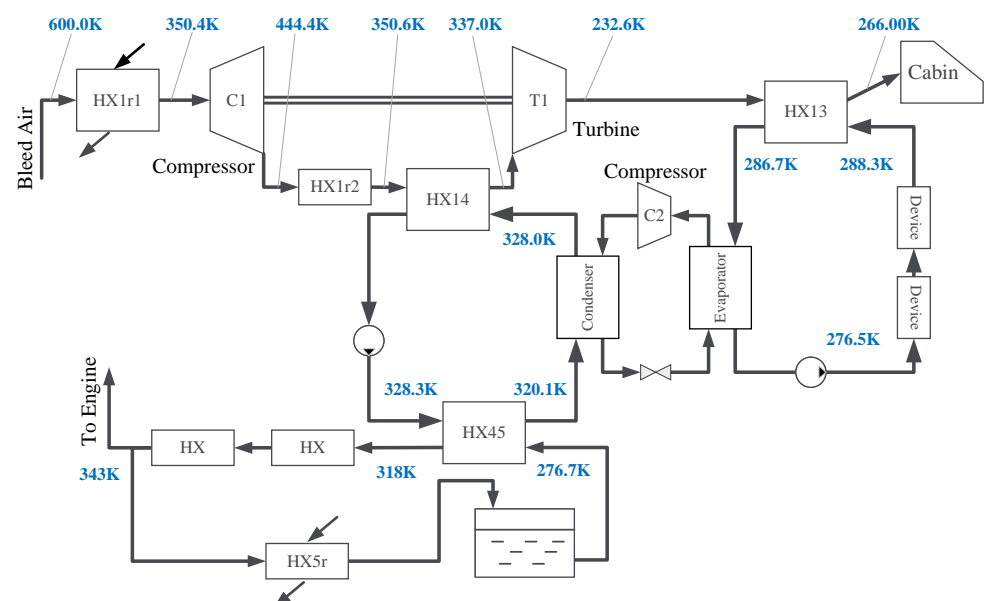 600.0K
350.4K
444.4K
350.6K
337.0K
232.6K
266.00K
Cabin
HX1r1
C1
T1
HX13
Bleed Air
Compressor
Turbine
286.7K
288.3K
HX1r2
HX14
Compressor
C2
Device
328.0K
Condenser
Evaporator
Device
276.5K
To Engine
328.3K
320.1K
HX45
HX
HX
343K
318K
276.7K
HX5r